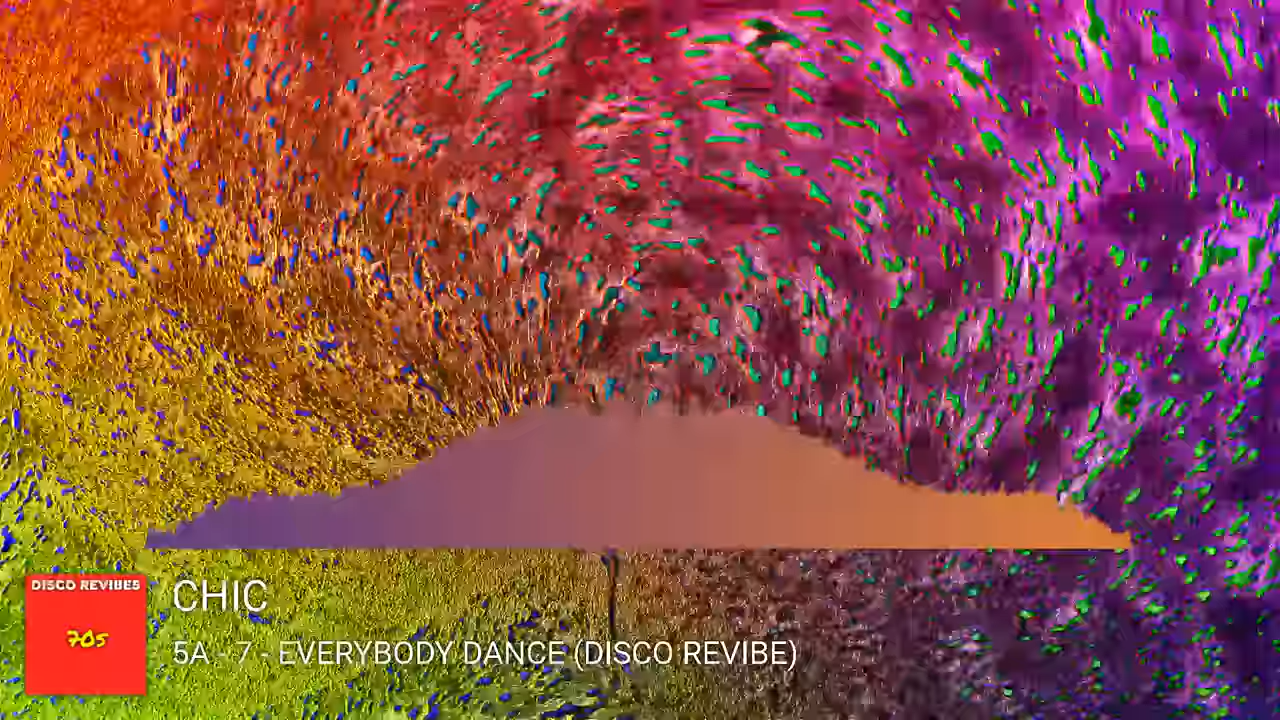 DISCO REVIBES
70s
CHIC
5A - 7 - EVERYBODY DANCE (DISCO REVIBE)